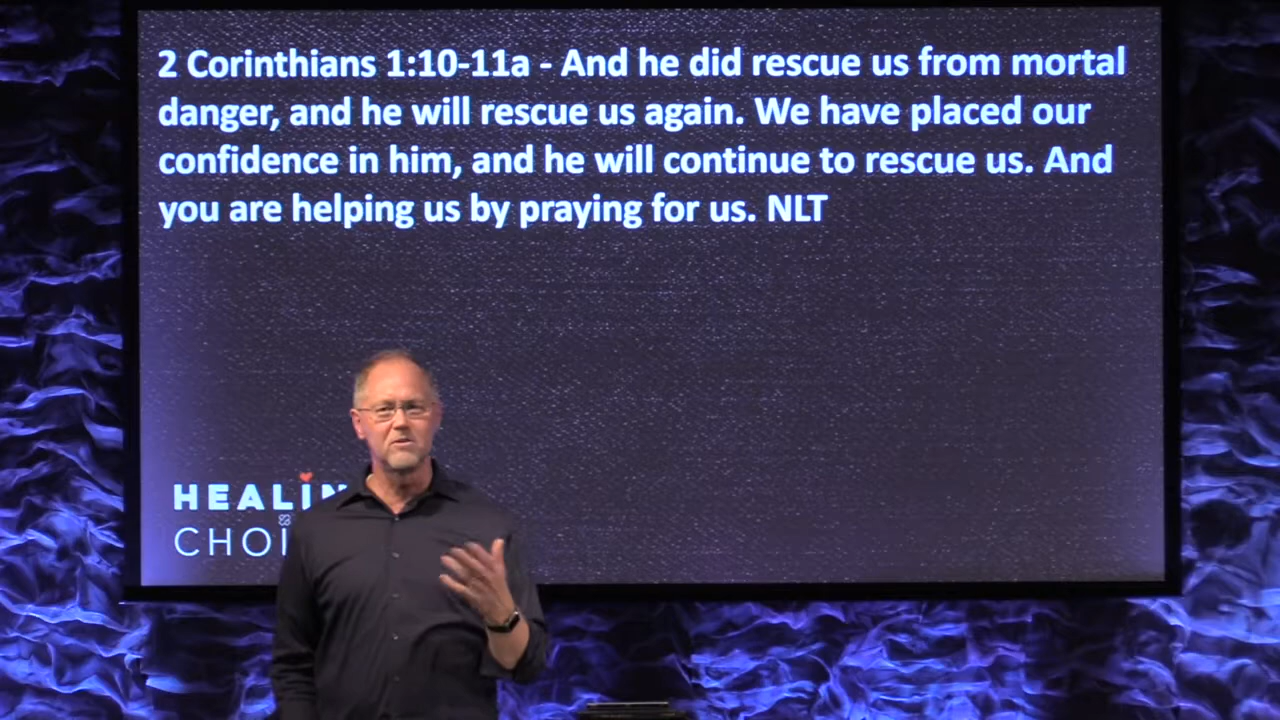 2 Corinthians 1:10-11a - And he did rescue us from mortal
danger, and he will rescue us again. We have placed our
confidence in him, and he will continue to rescue us. And
you are helping us by praying for us. NLT
HEALIN
CHOI